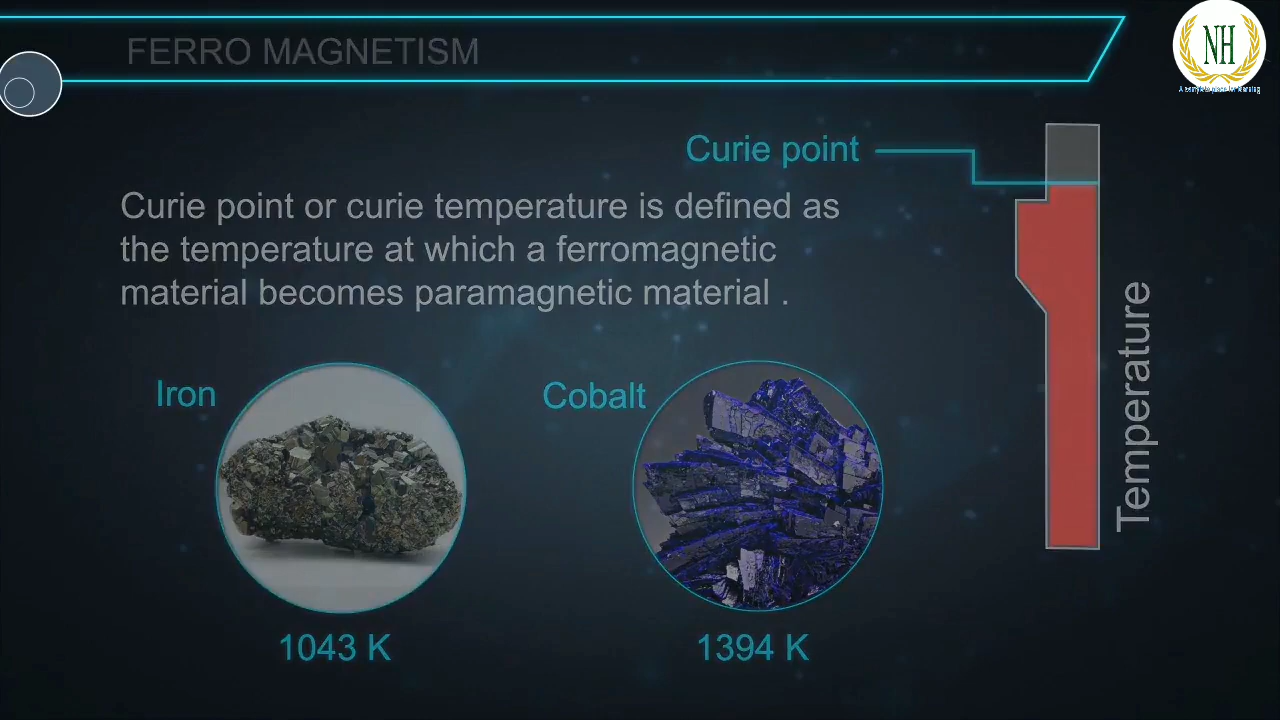 FERRO MAGNETISM
NH
Curie point
Curie point or curie temperature is defined as
the temperature at which a ferromagnetic
material becomes paramagnetic material .
Temperature
Iron
Cobalt
1043 K
1394 K